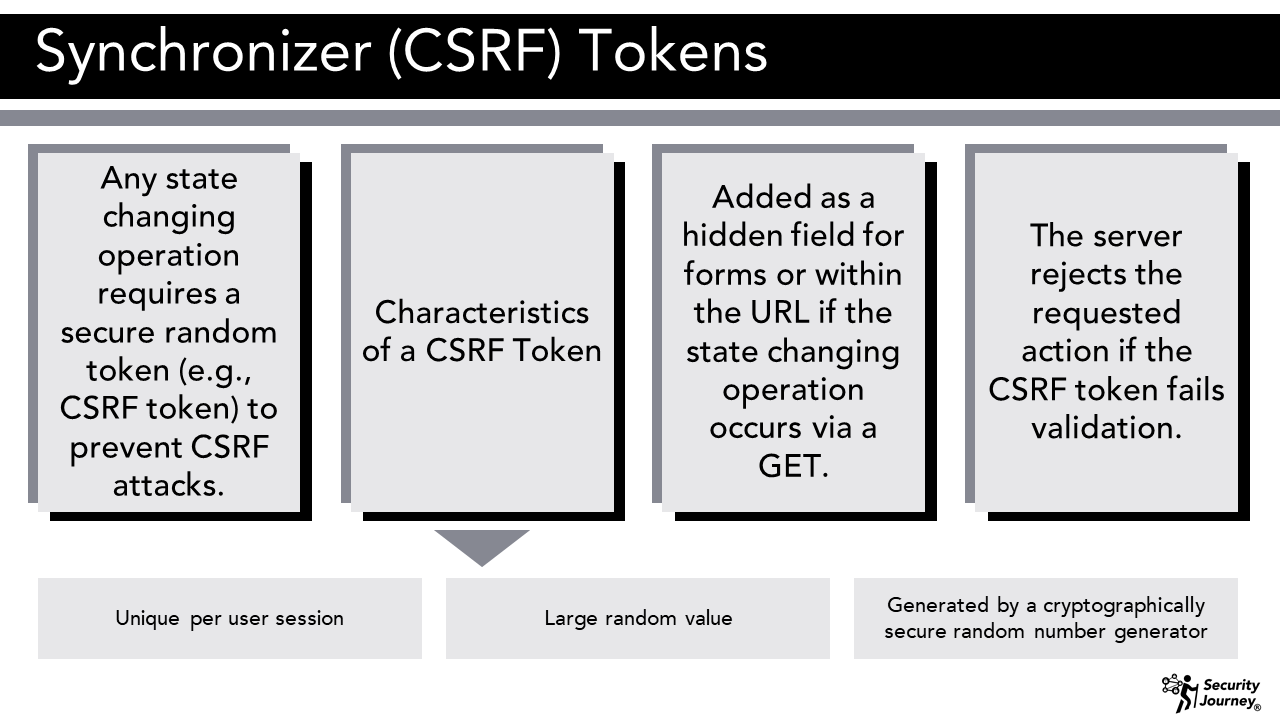 Synchronizer (CSRF) Tokens
Any state
changing
operation
requires a
secure random
token (e.g.,
CSRF token) to
prevent CSRF
attacks.
Characteristics
of a CSRF Token
Added as a
hidden field for
forms or within
the URL if the
state changing
operation
occurs via a
GET.
The server
rejects the
requested
action if the
CSRF token fails
validation.
Unique per user session
Large random value
Generated by a cryptographically
secure random number generator
Security
Journey®